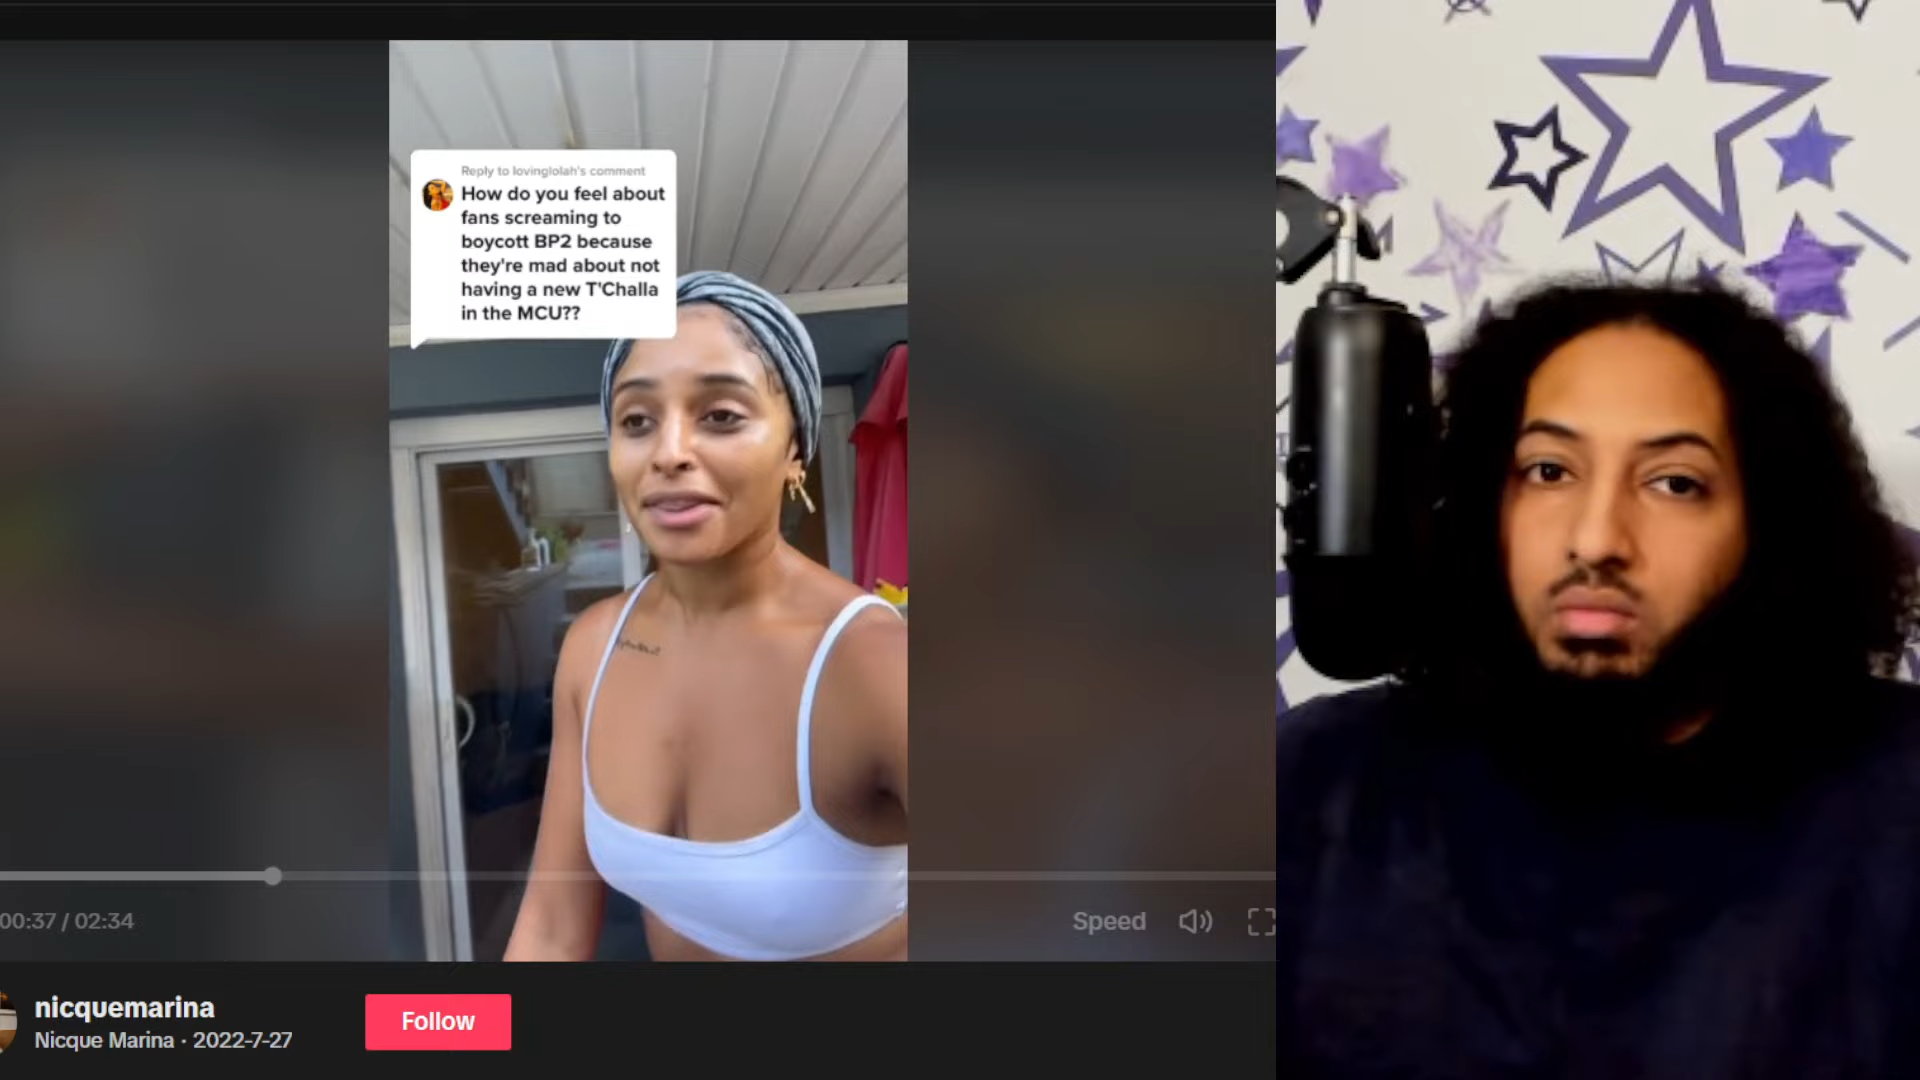 Reply to lovinglolah's comment
How do you feel about
fans screaming to
boycott BP2 because
they're mad about not
having a new T'Challa
in the MCU??
00:37 / 02:34
Speed
nicquemarina
Nicque Marina · 2022-7-27
Follow